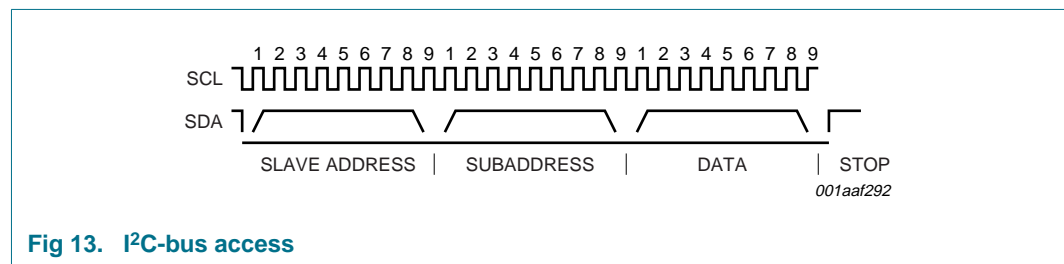 1 2 3 4 5 6 7 8 9 1 2 3 4 5 6 7 8 9 1 2 3 4 5 6 7 8 9
SCL
SDA
SLAVE ADDRESS SUBADDRESS DATA STOP
001aaf292
Fig 13. I²C-bus access